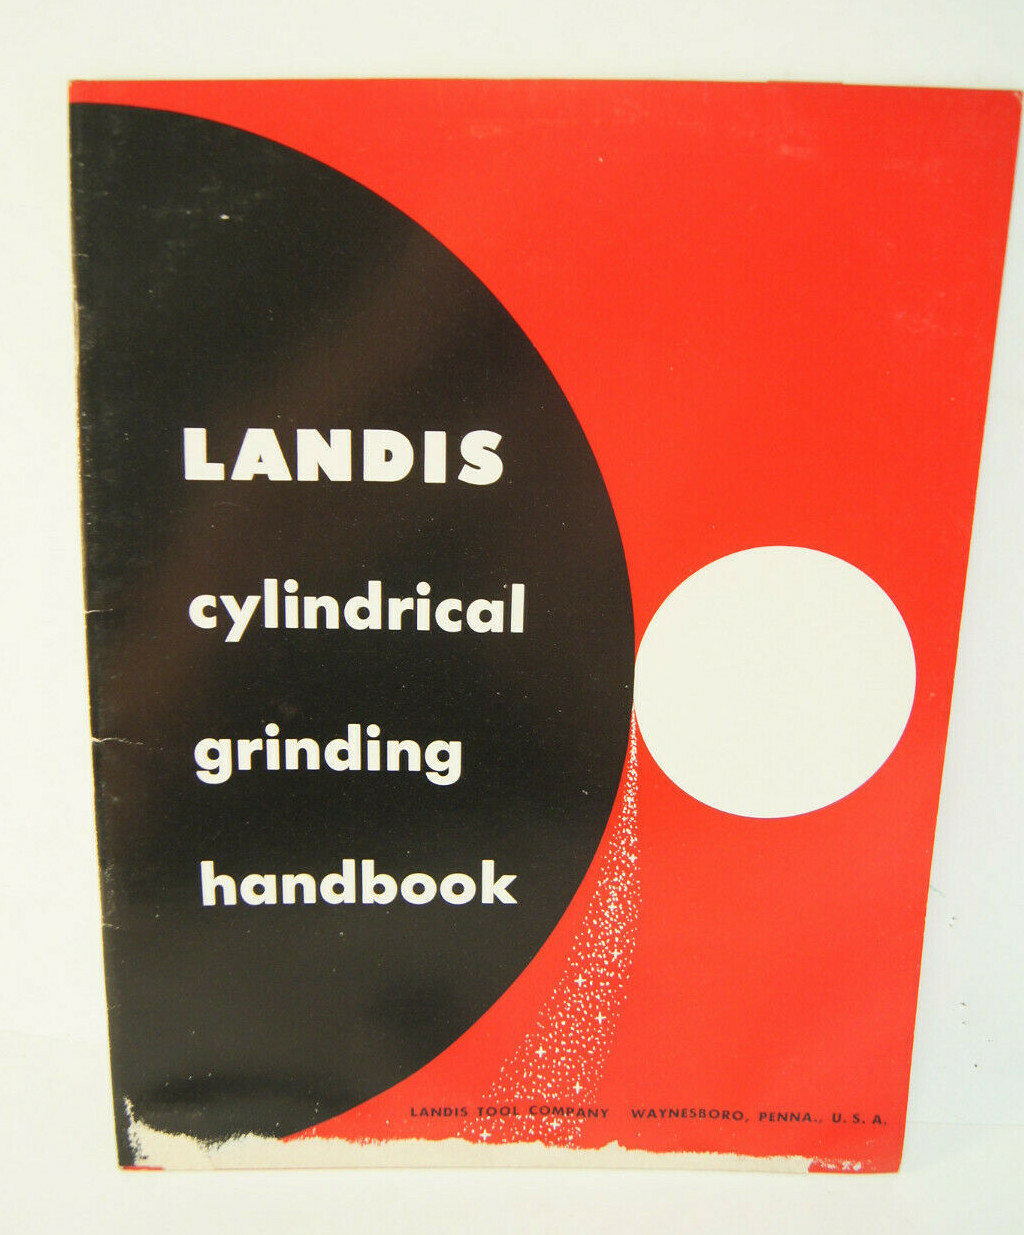 LANDIS
cylindrical
grinding
handbook
LANDIS TOOL COMPANY WAYNESBORO, PENNA., U. S. A.